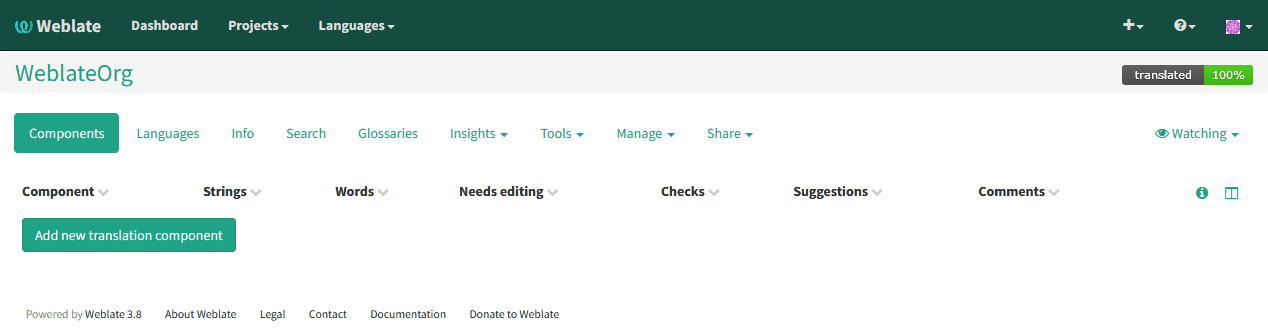 Weblate Dashboard Projects Languages
WeblateOrg translated 100%
Components Languages Info Search Glossaries Insights Tools Manage Share Watching
Component Strings Words Needs editing Checks Suggestions Comments
Add new translation component
Powered by Weblate 3.8 About Weblate Legal Contact Documentation Donate to Weblate